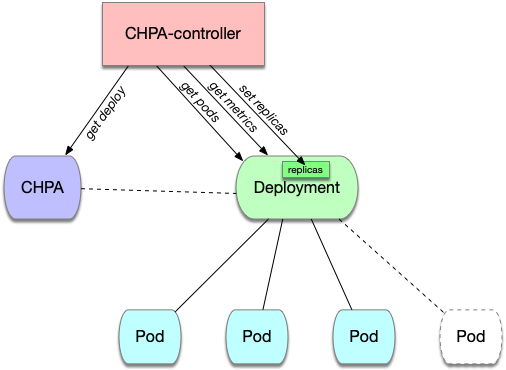 CHPA-controller
get deploy
get pods
get metrics
set replicas
CHPA
replicas
Deployment
Pod
Pod
Pod
Pod